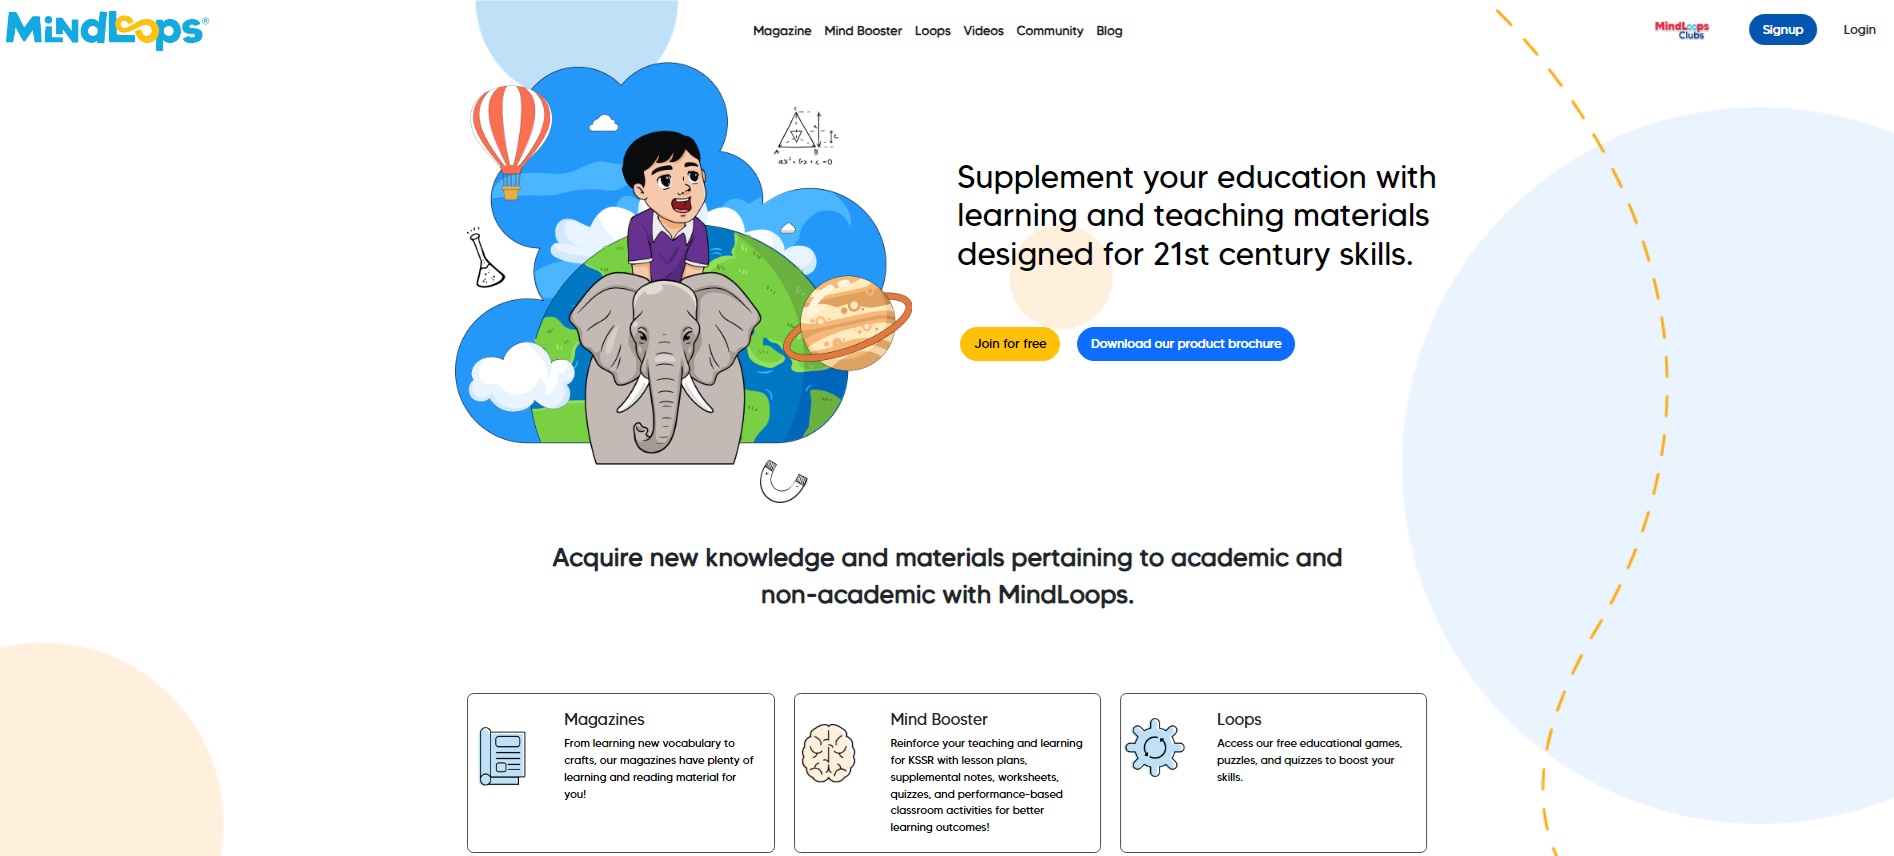 MindLoops®
Magazine Mind Booster Loops Videos Community Blog
MindLoops
Clubs
Signup
Login
Supplement your education with
learning and teaching materials
designed for 21st century skills.
Join for free
Download our product brochure
Acquire new knowledge and materials pertaining to academic and
non-academic with MindLoops.
Magazines
From learning new vocabulary to
crafts, our magazines have plenty of
learning and reading material for
you!
Mind Booster
Reinforce your teaching and learning
for KSSR with lesson plans,
supplemental notes, worksheets,
quizzes, and performance-based
classroom activities for better
learning outcomes!
Loops
Access our free educational games,
puzzles, and quizzes to boost your
skills.